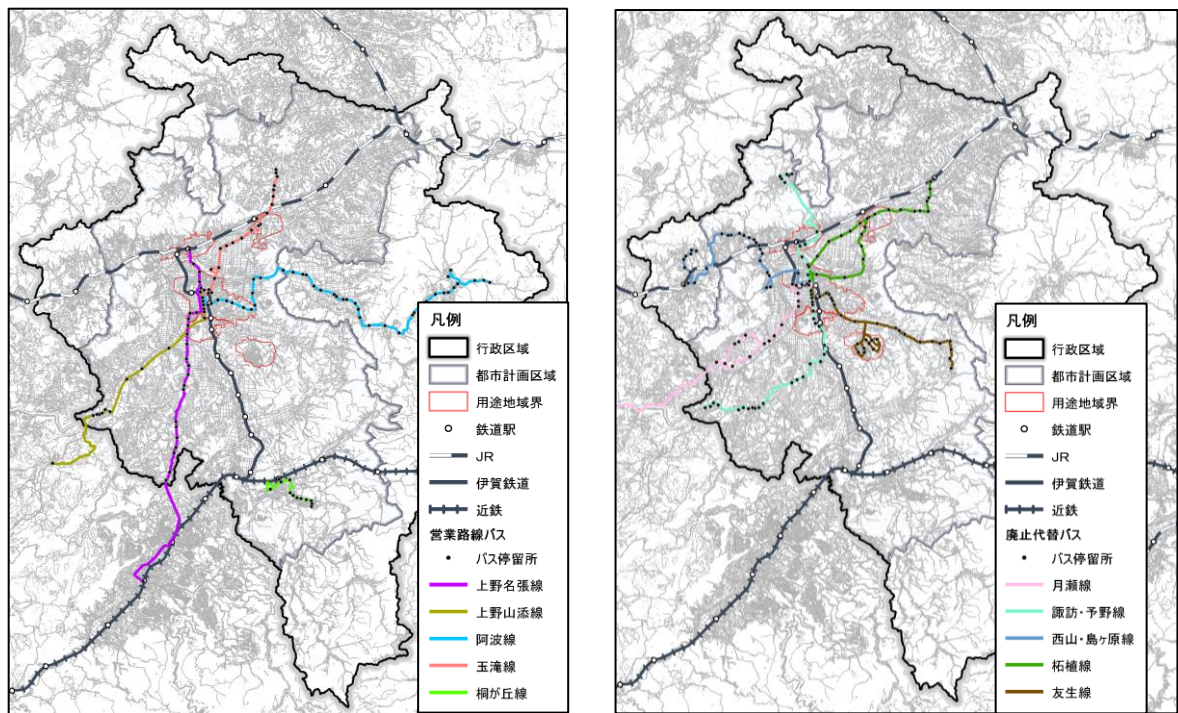 凡例
行政区域
都市計画区域
用途地域界
鉄道駅
JR
伊賀鉄道
近鉄
営業路線バス
バス停留所
上野名張線
上野山添線
阿波線
玉滝線
桐が丘線
凡例
行政区域
都市計画区域
用途地域界
鉄道駅
JR
伊賀鉄道
近鉄
廃止代替バス
バス停留所
月瀬線
諏訪・予野線
西山・島ヶ原線
柘植線
友生線